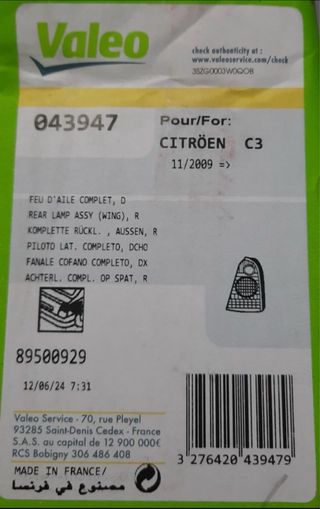 Valeo
check authenticity at :
www.valeoservice.com/check
3SZG0003W0QOB
043947
Pour/For:
CITRÖEN C3
11/2009 =>
FEU D'AILE COMPLET, D
REAR LAMP ASSY (WING), R
KOMPLETTE RÜCKL. , AUSSEN, R
PILOTO LAT. COMPLETO, DCHO
FANALE COFANO COMPLETO, DX
ACHTERL. COMPL. OP SPAT, R
89500929
12/06/24 7:31
Valeo Service - 70, rue Pleyel
93285 Saint-Denis Cedex - France
S.A.S. au capital de 12 900 000€
RCS Bobigny 306 486 408
MADE IN FRANCE/
مصنوع في فرنسا
3 276420 439479